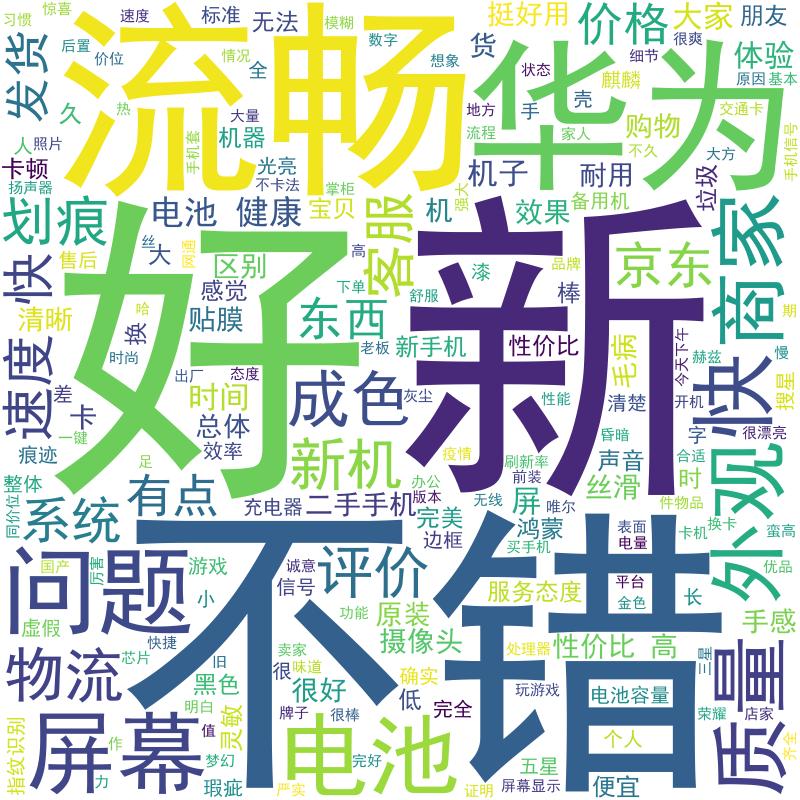 习惯
惊喜
速度
标准
无法
模糊
数字
挺好用
价格
大家
朋友
后置
价位
情况
全
想象
货
很爽
细节
体验
原因
基本
发货
流畅
华为
状态
麒麟
久
热
大量
机器
手机套
地方
手
壳
购物
交通卡
人
照片
流程
家人
不久
大方
手机信号
卡顿
光亮
不卡法
掌柜
机子
耐用
垃圾
扬声器
强大
备用机
划痕
电池
健康
宝贝
客服
机
效果
商家
丝
大
网通
高
区别
品牌
漆
棒
京东
今天下午
期
快
售后
感觉
下单
舒服
好
新
清晰
换
哈
贴膜
东西
老板
新手机
性价比
毛病
赫兹
慢
速度
时尚
出厂
态度
时间
成色
灰尘
性能
清楚
开机
搜星
快
差
卡
总体
字
很漂亮
痕迹
一键
足
效率
新机
疫情
刷新率
前装
昏暗
声音
合适
外观
整体
同价位
系统
有点
充电器
二手手机
办公
版本
无线
屏
唯尔
丝滑
时
件物品
换卡
蛮高
完美
边框
鸿蒙
买手机
表面
电量
卡机
优品
问题
国产
厉害
游戏
不错
诚意
信号
评价
服务态度
平台
金色
长
小
虚假
快捷
功能
原装
手感
物流
芯片
旧
卖家
味道
摄像头
处理器
性价比 高
三星
质量
黑色
很
很好
确实
低
玩游戏
电池容量
荣耀
店家
明白
值
牌子
很棒
完全
指纹识别
屏幕
作
灵敏
电池
个人
齐全
梦幻
完好
五星
力
瑕疵
严实
证明
屏幕显示
便宜